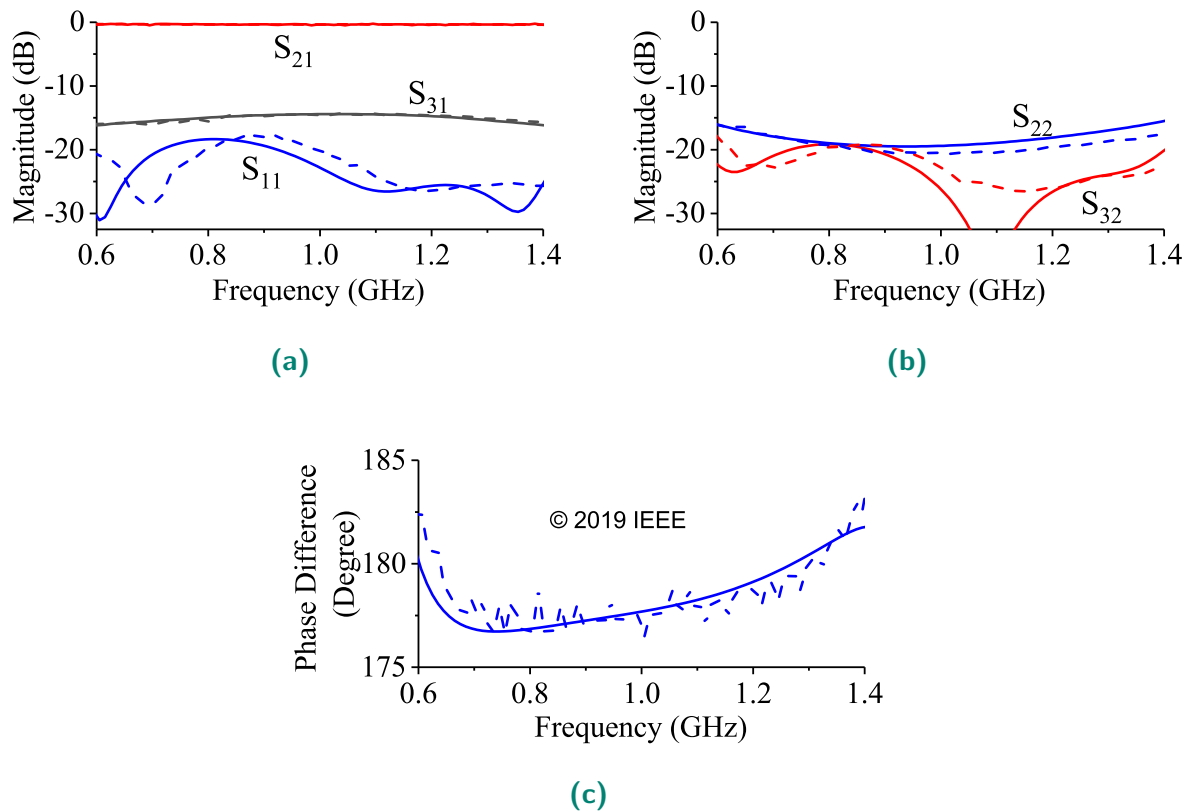 0
-10
-20
-30
Magnitude (dB)
S21
S31
S11
0.6 0.8 1.0 1.2 1.4
Frequency (GHz)
(a)
0
-10
-20
-30
Magnitude (dB)
S22
S32
0.6 0.8 1.0 1.2 1.4
Frequency (GHz)
(b)
185
180
175
Phase Difference
(Degree)
© 2019 IEEE
0.6 0.8 1.0 1.2 1.4
Frequency (GHz)
(c)